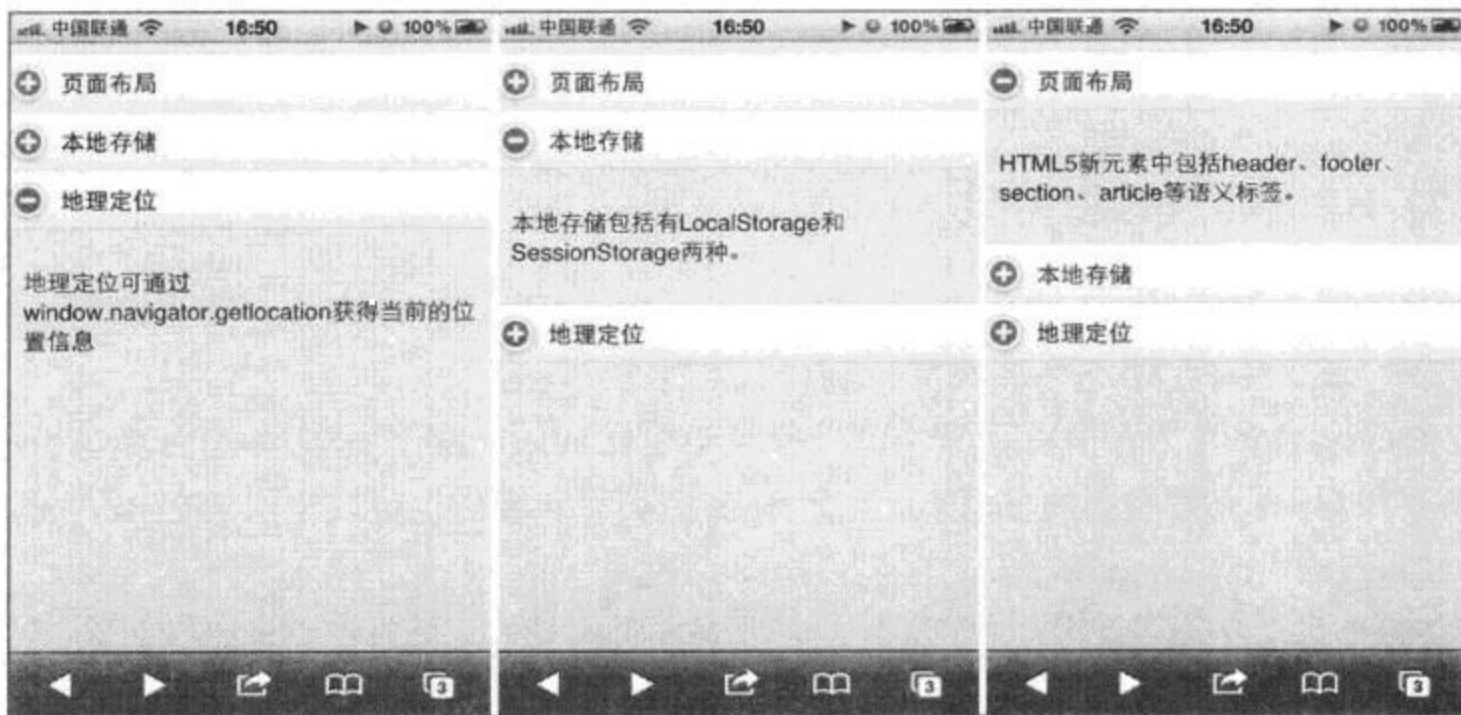 中国联通 16:50 100%
页面布局
本地存储
地理定位
地理定位可通过
window.navigator.getlocation获得当前的位
置信息
3
中国联通 16:50 100%
页面布局
本地存储
本地存储包括有LocalStorage和
SessionStorage两种。
地理定位
3
中国联通 16:50 100%
页面布局
HTML5新元素中包括header、footer、
section、article等语义标签。
本地存储
地理定位
3